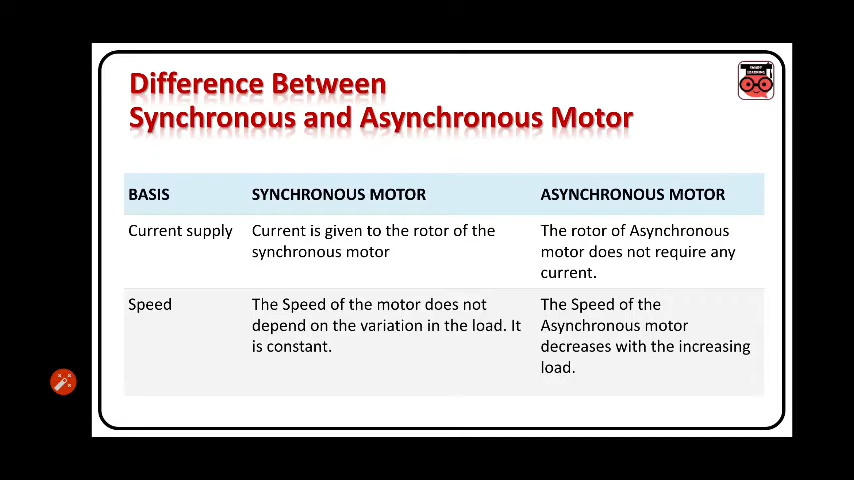 Difference Between
Synchronous and Asynchronous Motor
SMART
LEARNING
BASIS SYNCHRONOUS MOTOR ASYNCHRONOUS MOTOR
Current supply
Current is given to the rotor of the
synchronous motor
The rotor of Asynchronous
motor does not require any
current.
Speed
The Speed of the motor does not
depend on the variation in the load. It
is constant.
The Speed of the
Asynchronous motor
decreases with the increasing
load.